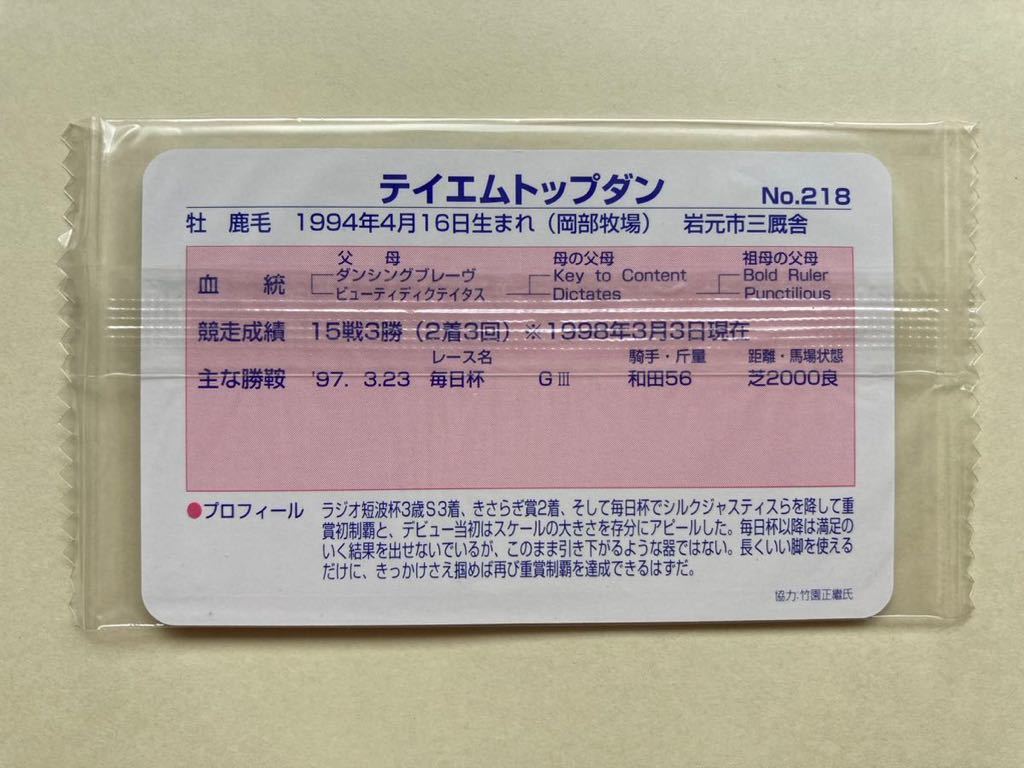 テイエムトップダン No.218
牡 鹿毛 1994年4月16日生まれ（岡部牧場） 岩元市三厩舎
父 母 母の父母 祖母の父母
血 統 ダンシングブレーヴ Key to Content Bold Ruler
ビューティディクテイタス Dictates Punctilious
競走成績 15戦3勝（2着3回）※1998年3月3日現在
レース名 騎手・斤量 距離・馬場状態
主な勝鞍 '97. 3.23 毎日杯 GⅢ 和田56 芝2000良
●プロフィール ラジオ短波杯3歳S3着、きさらぎ賞2着、そして毎日杯でシルクジャスティスらを降して重
賞初制覇と、デビュー当初はスケールの大きさを存分にアピールした。毎日杯以降は満足の
いく結果を出せないでいるが、このまま引き下がるような器ではない。長くいい脚を使える
だけに、きっかけさえ掴めば再び重賞制覇を達成できるはずだ。
協力:竹園正繼氏